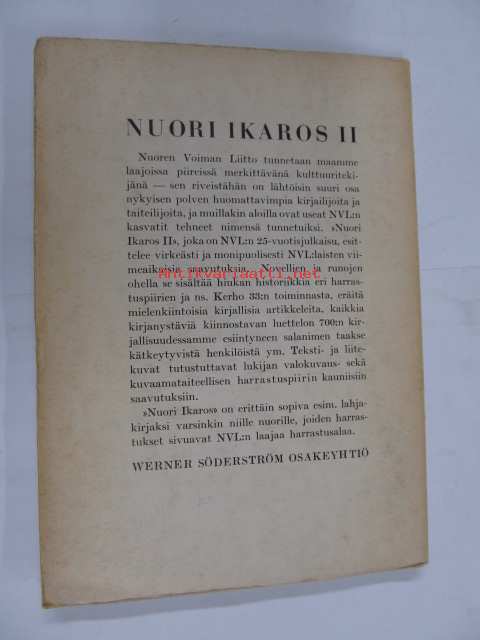 NUORI IKAROS II
Nuoren Voiman Liitto tunnetaan maamme
laajoissa piireissä merkittävänä kulttuuriteki-
jänä — sen riveistähän on lähtöisin suuri osa
nykyisen polven huomattavimpia kirjailijoita ja
taiteilijoita, ja muillakin aloilla ovat useat NVL:n
kasvatit tehneet nimensä tunnetuksi. »Nuori
Ikaros II», joka on NVL:n 25-vuotisjulkaisu, esit-
telee virkeästi ja monipuolisesti NVL:laisten vii-
meaikaisia saavutuksia. Novellien ja runojen
Antikvariaatti.net
ohella se sisältää hiukan historiikkia eri harras-
tuspiirien ja ns. Kerho 33:n toiminnasta, eräitä
mielenkiintoisia kirjallisia artikkeleita, kaikkia
kirjanystäviä kiinnostavan luettelon 700:n kir-
jallisuudessamme esiintyneen salanimen taakse
kätkeytyvistä henkilöistä ym. Teksti- ja liite-
kuvat tutustuttavat lukijan valokuvaus- sekä
kuvaamataiteellisen harrastuspiirin kauniisiin
saavutuksiin.
»Nuori Ikaros» on erittäin sopiva esim. lahja-
kirjaksi varsinkin niille nuorille, joiden harras-
tukset sivuavat NVL:n laajaa harrastusalaa.
WERNER SÖDERSTRÖM OSAKEYHTIÖ